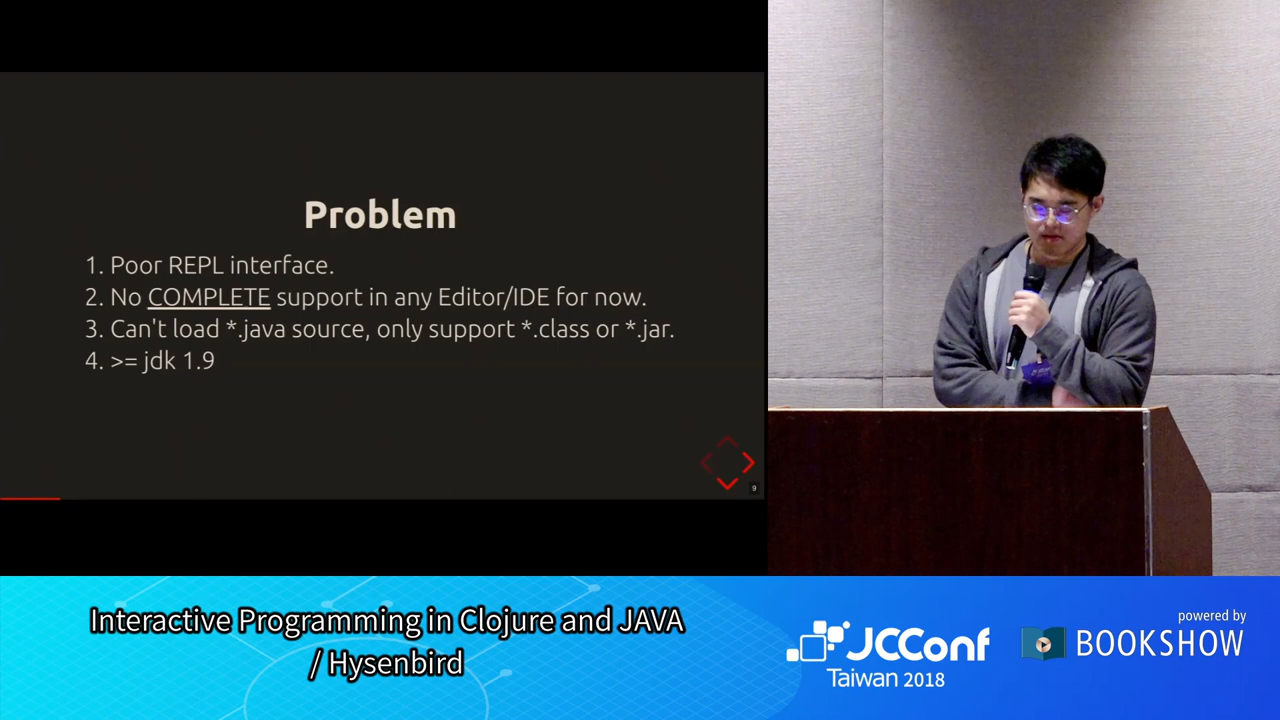 Problem
1. Poor REPL interface.
2. No COMPLETE support in any Editor/IDE for now.
3. Can't load *.java source, only support *.class or *.jar.
4. >= jdk 1.9
9
Interactive Programming in Clojure and JAVA
/ Hysenbird
JCConf
Taiwan 2018
powered by
BOOKSHOW